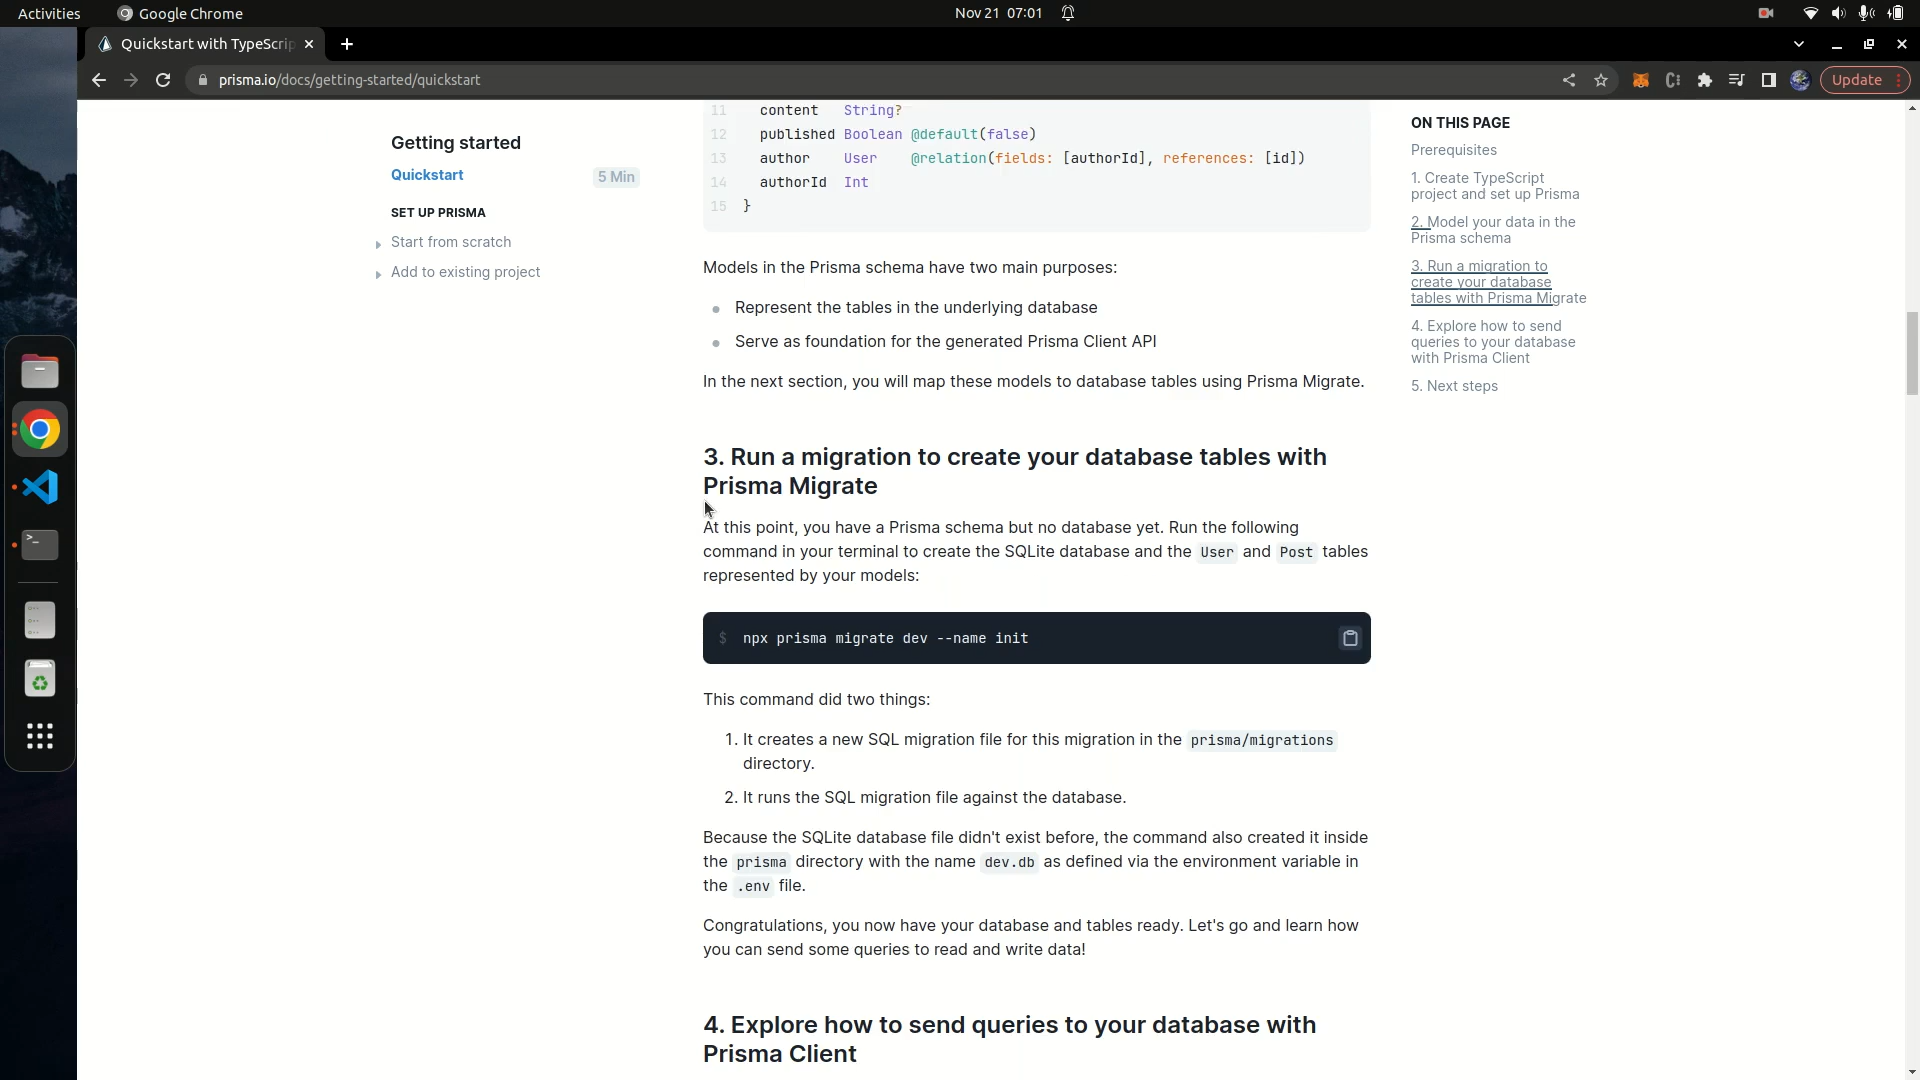 Activities
Google Chrome
Nov 21 07:01
Quickstart with TypeScrip
prisma.io/docs/getting-started/quickstart
Update
Getting started
Quickstart
5 Min
SET UP PRISMA
Start from scratch
Add to existing project
11 content String?
12 published Boolean @default(false)
13 author User @relation(fields: [authorId], references: [id])
14 authorId Int
15 }
Models in the Prisma schema have two main purposes:
Represent the tables in the underlying database
Serve as foundation for the generated Prisma Client API
In the next section, you will map these models to database tables using Prisma Migrate.
3. Run a migration to create your database tables with
Prisma Migrate
At this point, you have a Prisma schema but no database yet. Run the following
command in your terminal to create the SQLite database and the User and Post tables
represented by your models:
$ npx prisma migrate dev --name init
This command did two things:
1. It creates a new SQL migration file for this migration in the prisma/migrations
directory.
2. It runs the SQL migration file against the database.
Because the SQLite database file didn't exist before, the command also created it inside
the prisma directory with the name dev.db as defined via the environment variable in
the .env file.
Congratulations, you now have your database and tables ready. Let's go and learn how
you can send some queries to read and write data!
4. Explore how to send queries to your database with
Prisma Client
ON THIS PAGE
Prerequisites
1. Create TypeScript
project and set up Prisma
2. Model your data in the
Prisma schema
3. Run a migration to
create your database
tables with Prisma Migrate
4. Explore how to send
queries to your database
with Prisma Client
5. Next steps